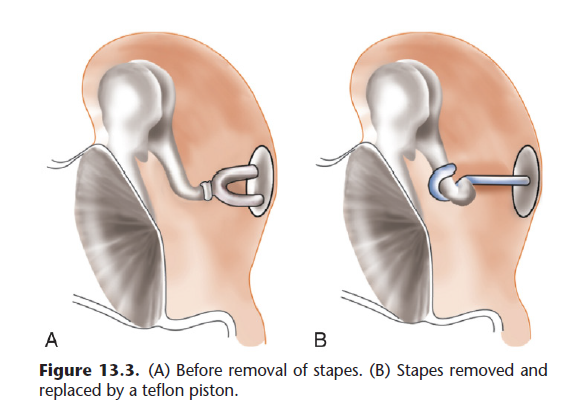 A
B
Figure 13.3. (A) Before removal of stapes. (B) Stapes removed and
replaced by a teflon piston.